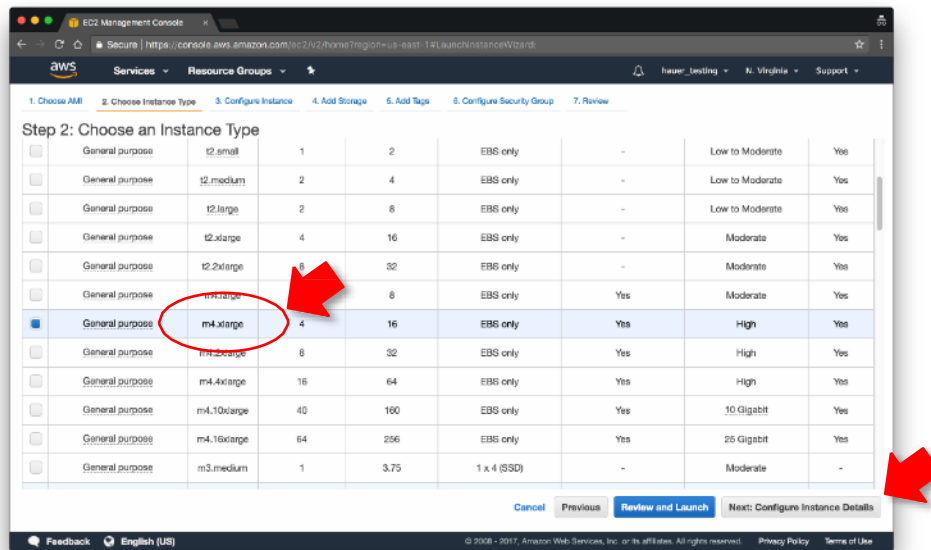 EC2 Management Console
Secure | https://console.aws.amazon.com/ec2/v2/home?region=us-east-1#LaunchInstanceWizard:
aws Services Resource Groups hauer_testing N. Virginia Support
1. Choose AMI 2. Choose Instance Type 3. Configure Instance 4. Add Storage 5. Add Tags 6. Configure Security Group 7. Review
Step 2: Choose an Instance Type
General purpose t2.small 1 2 EBS only - Low to Moderate Yes
General purpose t2.medium 2 4 EBS only - Low to Moderate Yes
General purpose t2.large 2 8 EBS only - Low to Moderate Yes
General purpose t2.xlarge 4 16 EBS only - Moderate Yes
General purpose t2.2xlarge 8 32 EBS only - Moderate Yes
General purpose m4.large 8 EBS only Yes Moderate Yes
General purpose m4.xlarge 4 16 EBS only Yes High Yes
General purpose m4.2xlarge 8 32 EBS only Yes High Yes
General purpose m4.4xlarge 16 64 EBS only Yes High Yes
General purpose m4.10xlarge 40 160 EBS only Yes 10 Gigabit Yes
General purpose m4.16xlarge 64 256 EBS only Yes 25 Gigabit Yes
General purpose m3.medium 1 3.75 1 x 4 (SSD) - Moderate -
Cancel Previous Review and Launch Next: Configure Instance Details
Feedback English (US) © 2008 - 2017, Amazon Web Services, Inc. or its affiliates. All rights reserved. Privacy Policy Terms of Use